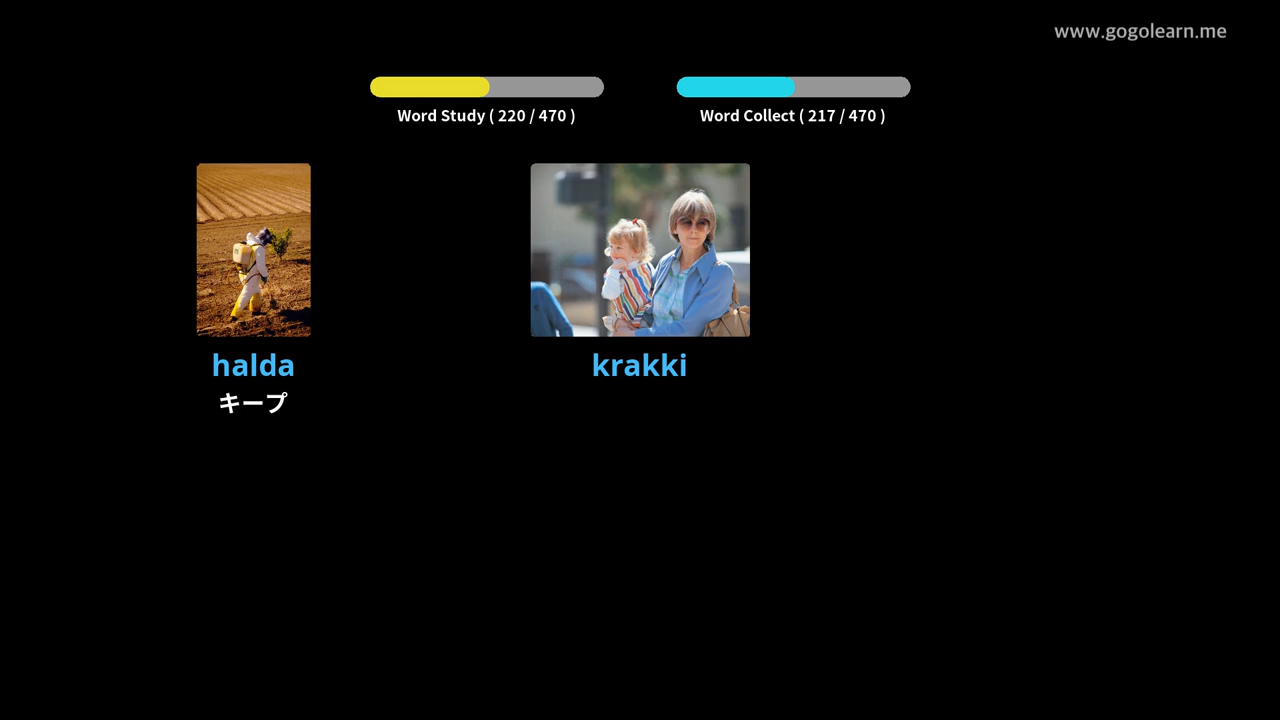 www.gogolearn.me
Word Study ( 220 / 470 )
Word Collect ( 217 / 470 )
halda
キープ
krakki